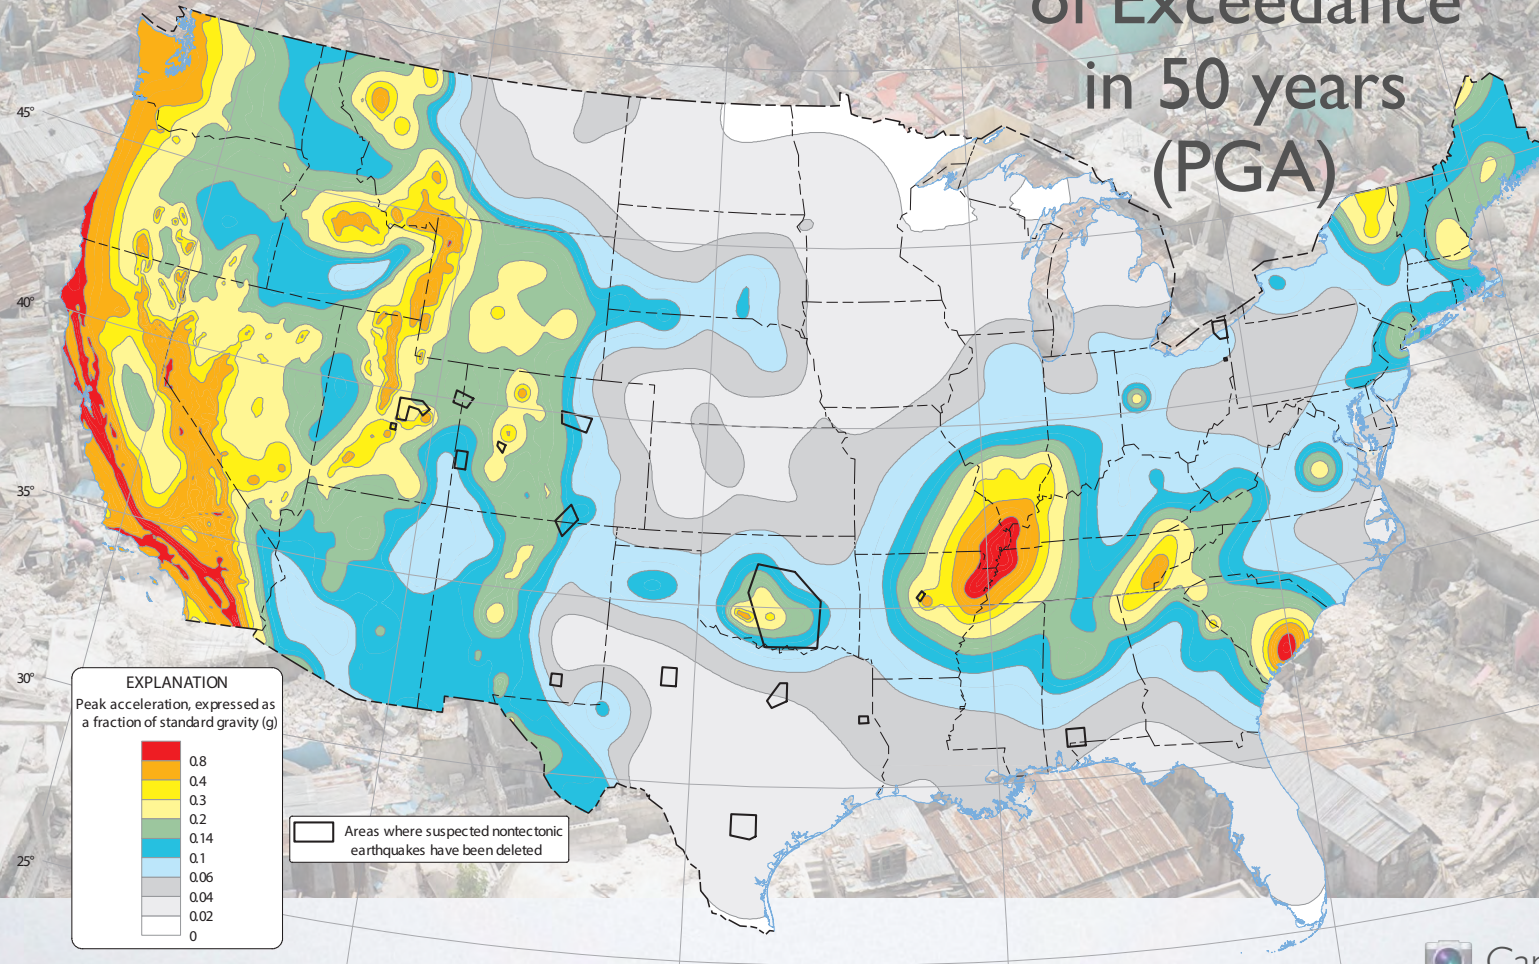 of Exceedance
in 50 years
(PGA)
45°
40°
35°
30°
25°
EXPLANATION
Peak acceleration, expressed as
a fraction of standard gravity (g)
0.8
0.4
0.3
0.2
0.14
0.1
0.06
0.04
0.02
0
Areas where suspected nontectonic
earthquakes have been deleted